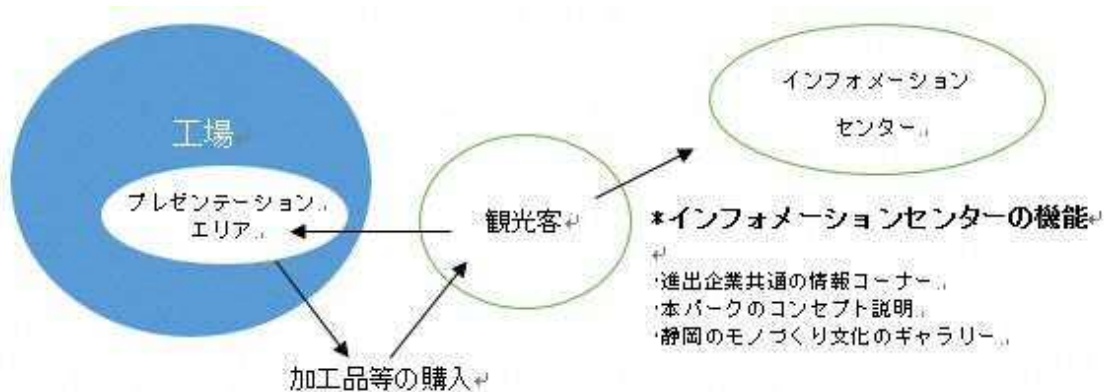 工場
プレゼンテーション
エリア
観光客
インフォメーション
センター
*インフォメーションセンターの機能
・進出企業共通の情報コーナー
・本パークのコンセプト説明
・静岡のモノづくり文化のギャラリー
加工品等の購入